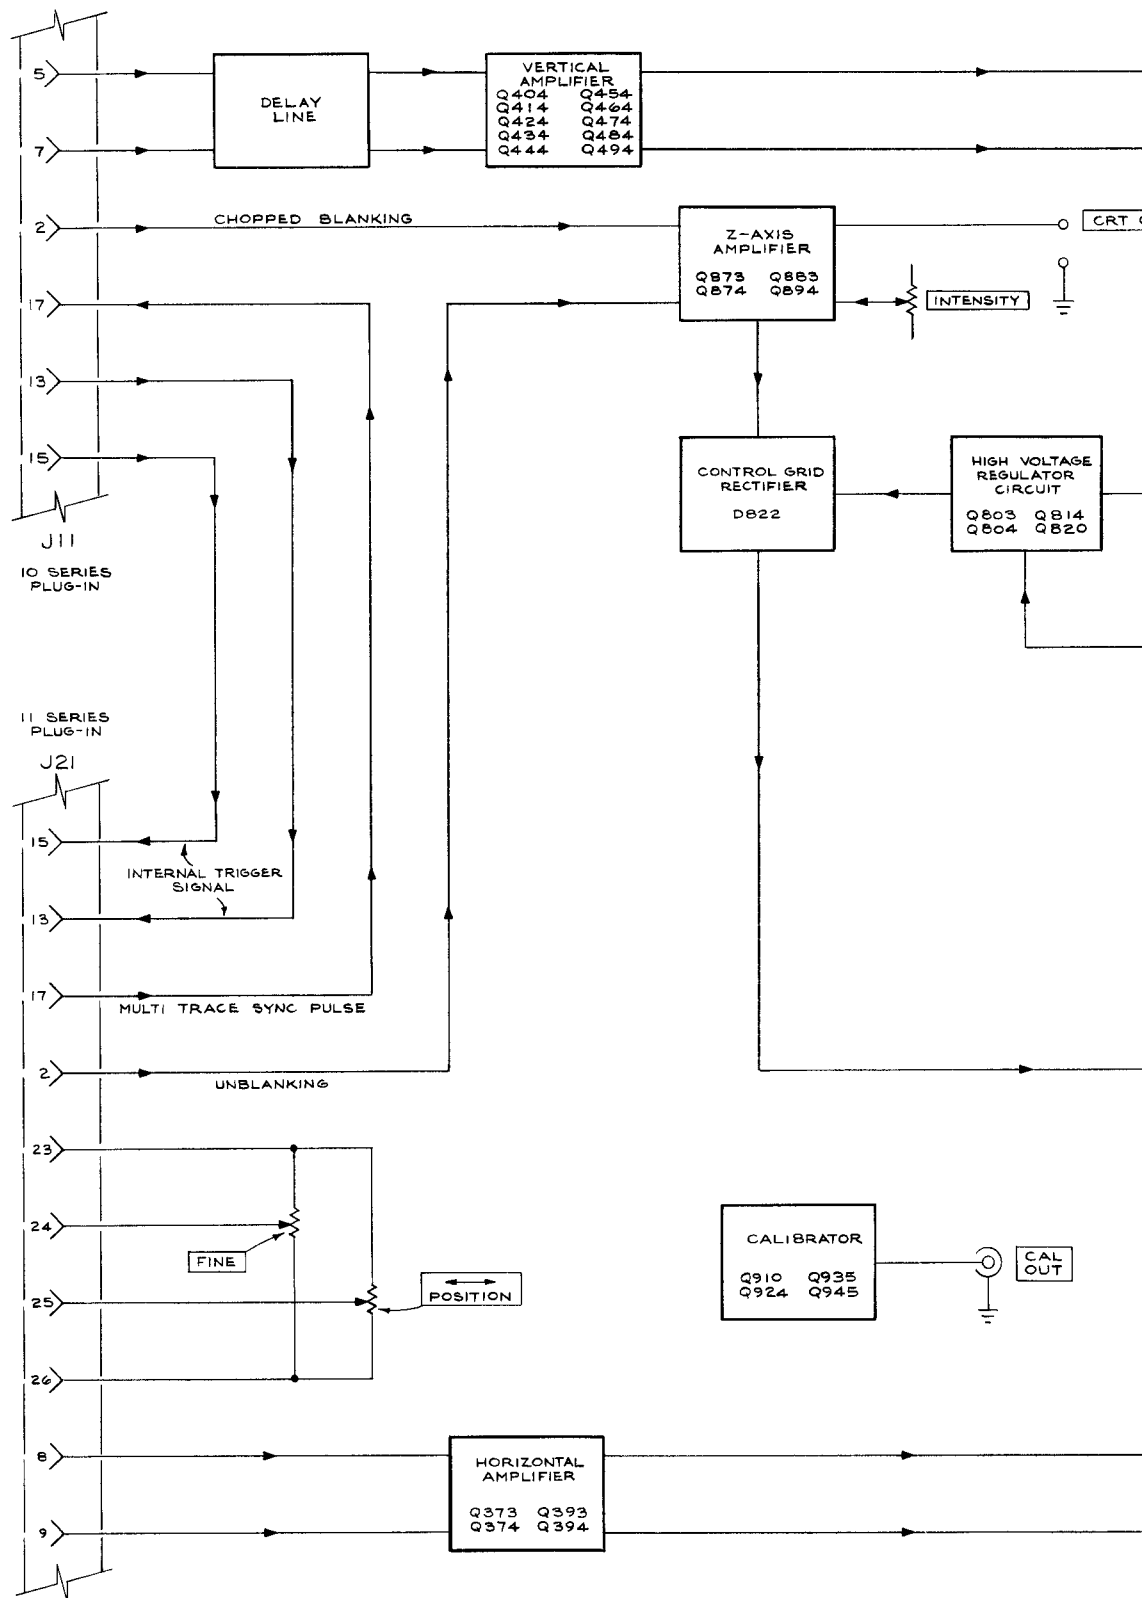 5
DELAY
LINE
VERTICAL
AMPLIFIER
Q404 Q454
Q414 Q464
Q424 Q474
Q434 Q484
Q444 Q494
7
2
CHOPPED BLANKING
Z-AXIS
AMPLIFIER
Q873 Q883
Q874 Q894
CRT
17
INTENSITY
13
15
CONTROL GRID
RECTIFIER
D822
HIGH VOLTAGE
REGULATOR
CIRCUIT
Q803 Q814
Q804 Q820
J11
10 SERIES
PLUG-IN
11 SERIES
PLUG-IN
J21
15
INTERNAL TRIGGER
SIGNAL
13
17
MULTI TRACE SYNC PULSE
2
UNBLANKING
23
24
FINE
25
POSITION
26
CALIBRATOR
Q910 Q935
Q924 Q945
CAL
OUT
8
HORIZONTAL
AMPLIFIER
Q373 Q393
Q374 Q394
9